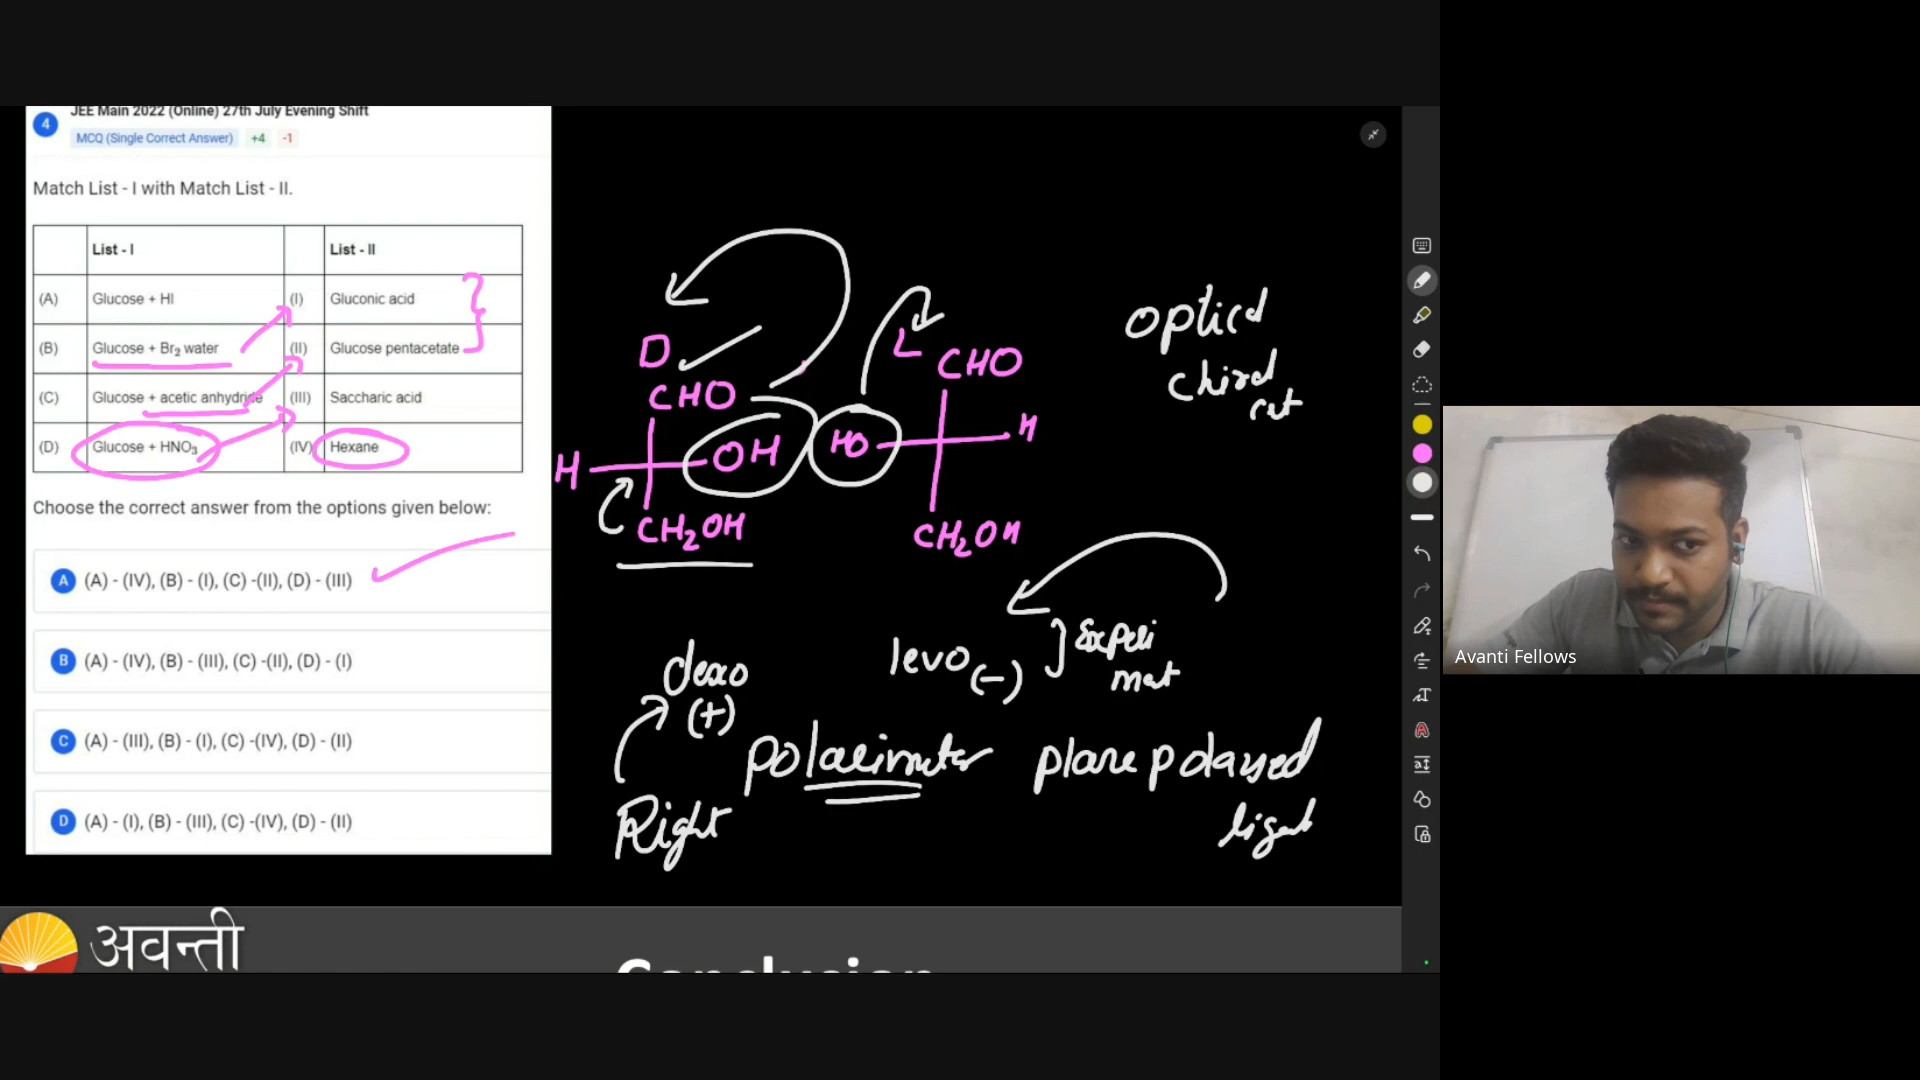 4
JEE Main 2022 (Online) 27th July Evening Shift
MCQ (Single Correct Answer) +4 -1
Match List - I with Match List - II.
List - I List - II
(A) Glucose + HI (I) Gluconic acid
(B) Glucose + Br₂ water (II) Glucose pentacetate
(C) Glucose + acetic anhydride (III) Saccharic acid
(D) Glucose + HNO₃ (IV) Hexane
Choose the correct answer from the options given below:
A (A) - (IV), (B) - (I), (C) -(II), (D) - (III)
B (A) - (IV), (B) - (III), (C) -(II), (D) - (I)
C (A) - (III), (B) - (I), (C) -(IV), (D) - (II)
D (A) - (I), (B) - (III), (C) -(IV), (D) - (II)
D
CHO
H OH
CH₂OH
L
CHO
HO H
CH₂OH
optical
chiral
levo (-)
dexo
(+)
Right
plane
अवन्ती
Conclusion
Avanti Fellows